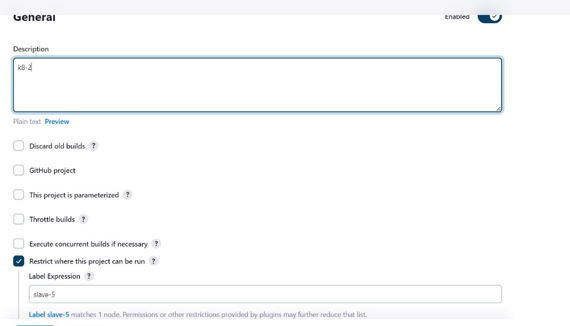 General
Enabled
Description
k8-2
Plain text Preview
Discard old builds ?
GitHub project
This project is parameterized ?
Throttle builds ?
Execute concurrent builds if necessary ?
Restrict where this project can be run ?
Label Expression ?
slave-5
Label slave-5 matches 1 node. Permissions or other restrictions provided by plugins may further reduce that list.